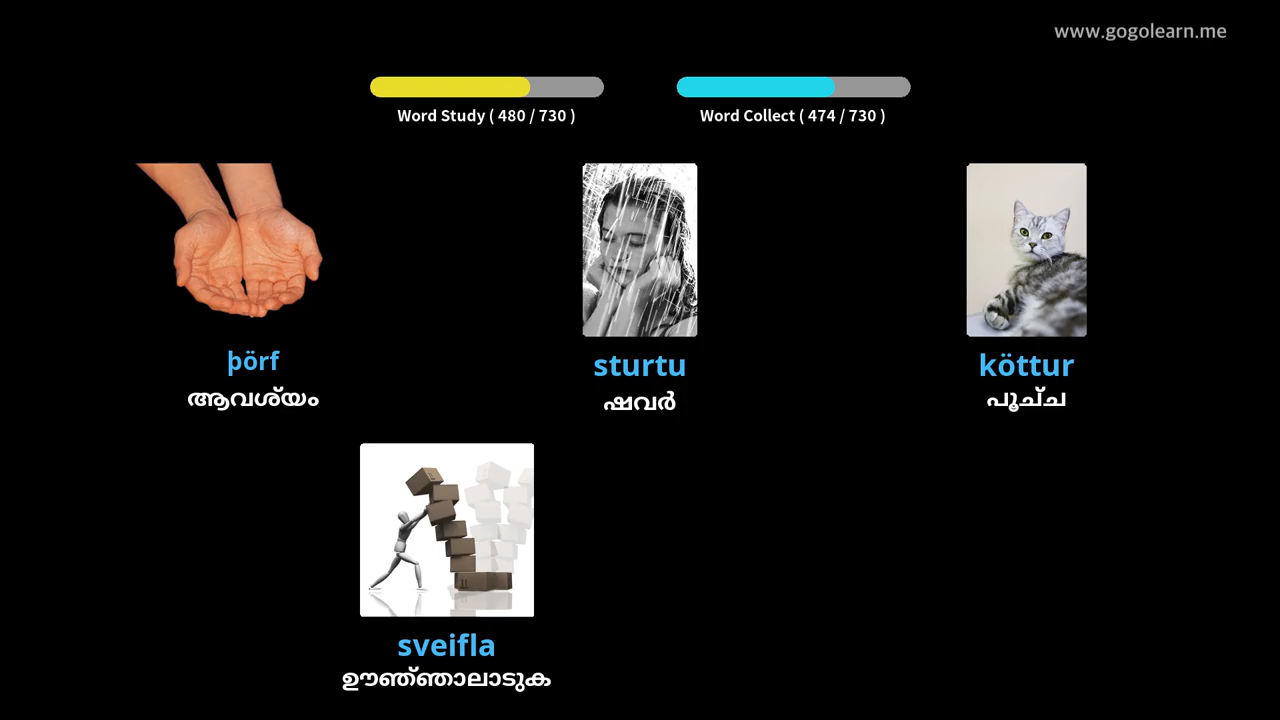 www.gogolearn.me
Word Study ( 480 / 730 )
Word Collect ( 474 / 730 )
þörf
ആവശ്യം
sturtu
ഷവർ
köttur
പൂച്ച
sveifla
ഊഞ്ഞാലാടുക